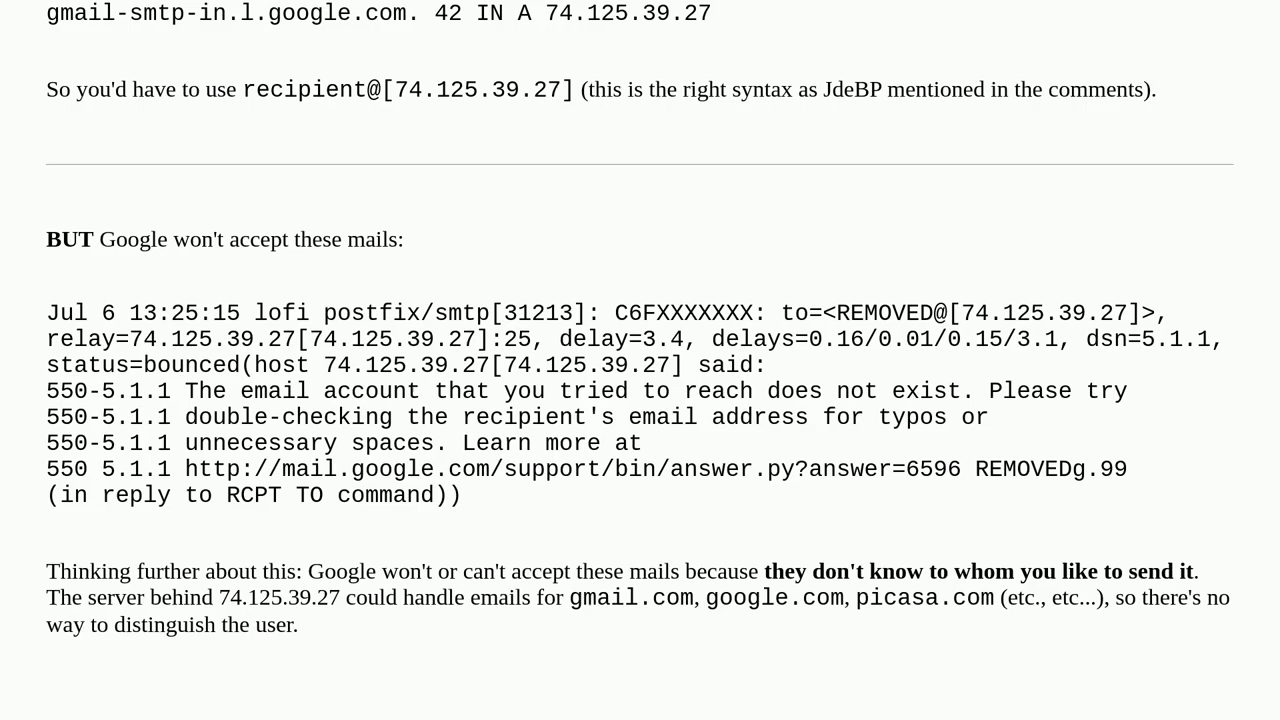 gmail-smtp-in.l.google.com. 42 IN A 74.125.39.27
So you'd have to use recipient@[74.125.39.27] (this is the right syntax as JdeBP mentioned in the comments).
BUT Google won't accept these mails:
Jul 6 13:25:15 lofi postfix/smtp[31213]: C6FXXXXXXX: to=<REMOVED@[74.125.39.27]>,
relay=74.125.39.27[74.125.39.27]:25, delay=3.4, delays=0.16/0.01/0.15/3.1, dsn=5.1.1,
status=bounced(host 74.125.39.27[74.125.39.27] said:
550-5.1.1 The email account that you tried to reach does not exist. Please try
550-5.1.1 double-checking the recipient's email address for typos or
550-5.1.1 unnecessary spaces. Learn more at
550 5.1.1 http://mail.google.com/support/bin/answer.py?answer=6596 REMOVEDg.99
(in reply to RCPT TO command))
Thinking further about this: Google won't or can't accept these mails because they don't know to whom you like to send it.
The server behind 74.125.39.27 could handle emails for gmail.com, google.com, picasa.com (etc., etc...), so there's no
way to distinguish the user.